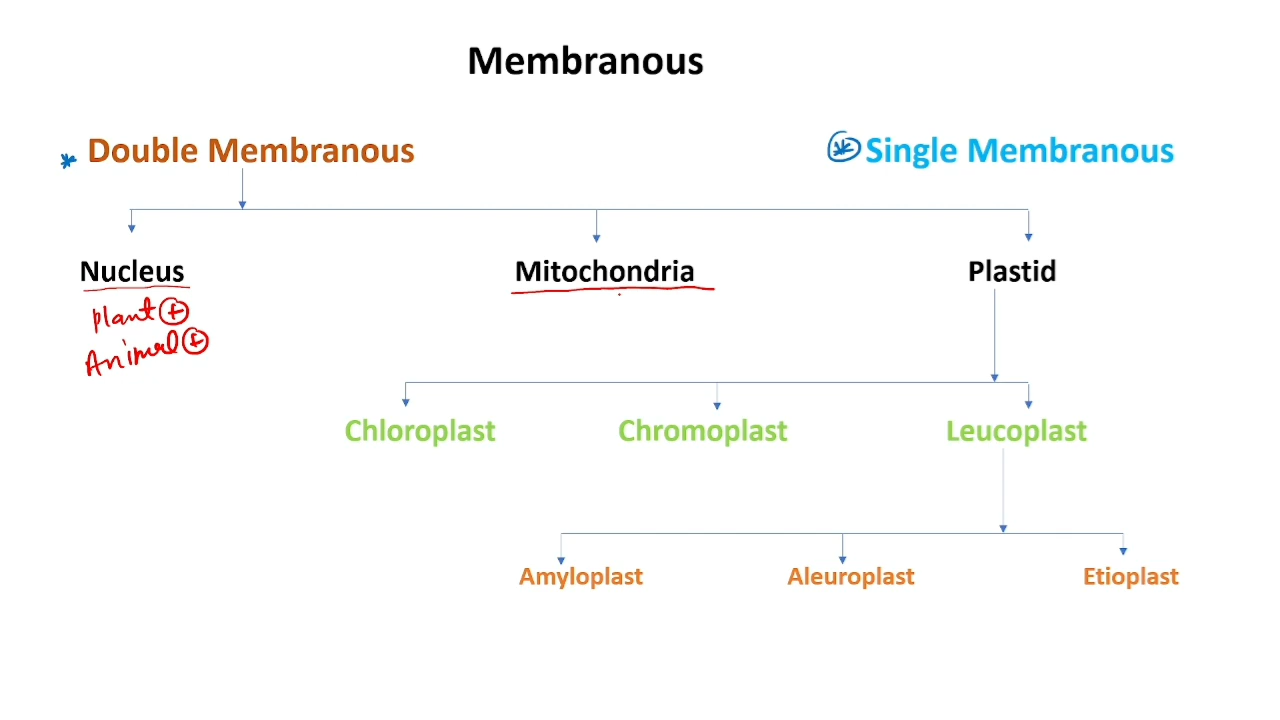 Membranous
* Double Membranous
* Single Membranous
Nucleus
Mitochondria
Plastid
Plant +
Animal +
Chloroplast
Chromoplast
Leucoplast
Amyloplast
Aleuroplast
Etioplast